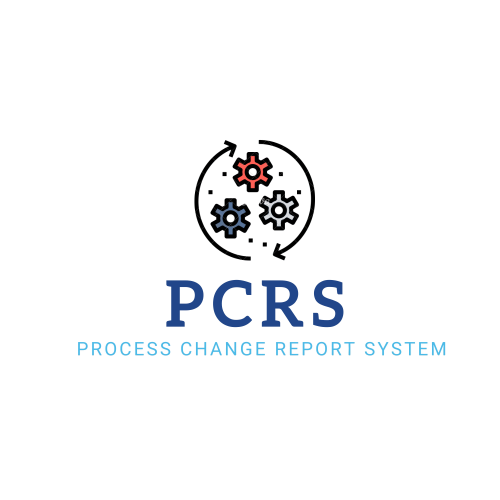 PCRS
PROCESS CHANGE REPORT SYSTEM